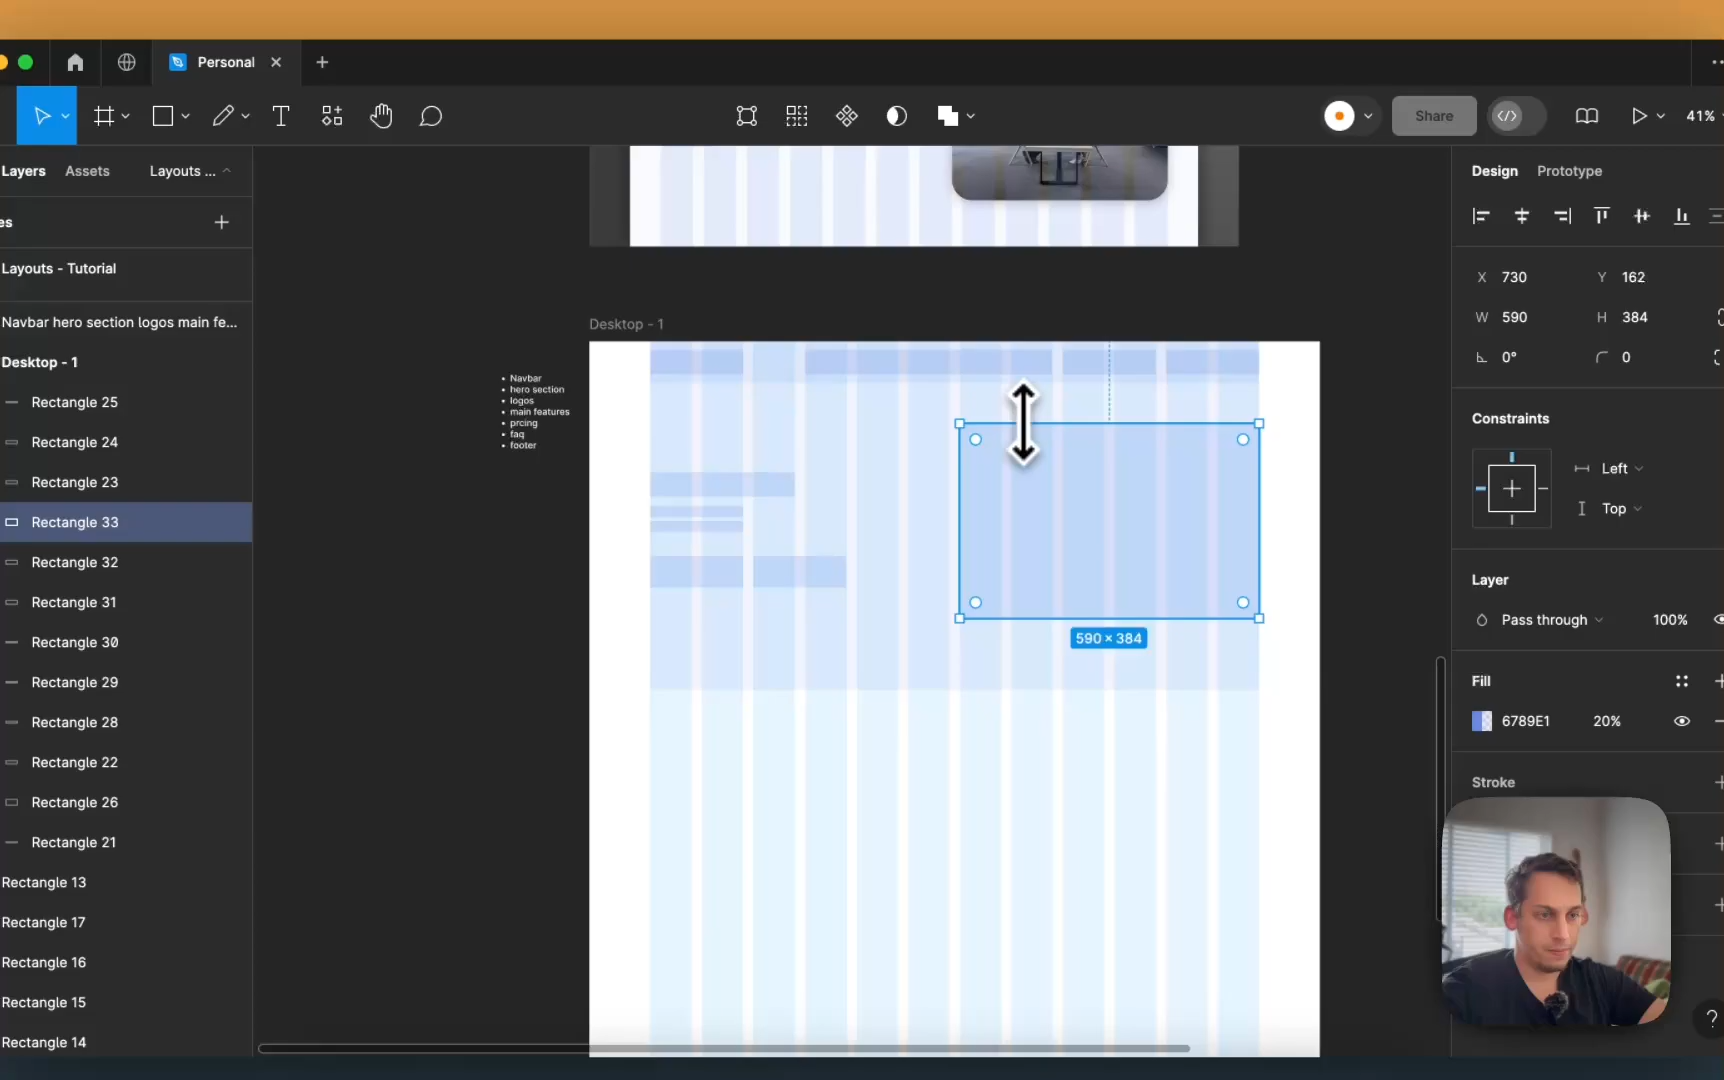 Personal
Share
41%
Layers
Assets
Layouts ...
es
Layouts - Tutorial
Navbar hero section logos main fe...
Desktop - 1
Rectangle 25
Rectangle 24
Rectangle 23
Rectangle 33
Rectangle 32
Rectangle 31
Rectangle 30
Rectangle 29
Rectangle 28
Rectangle 22
Rectangle 26
Rectangle 21
Rectangle 13
Rectangle 17
Rectangle 16
Rectangle 15
Rectangle 14
Desktop - 1
• Navbar
• hero section
• logos
• main features
• prcing
• faq
• footer
590 × 384
Design
Prototype
X 730
Y 162
W 590
H 384
0°
0
Constraints
Left
Top
Layer
Pass through
100%
Fill
6789E1
20%
Stroke
?